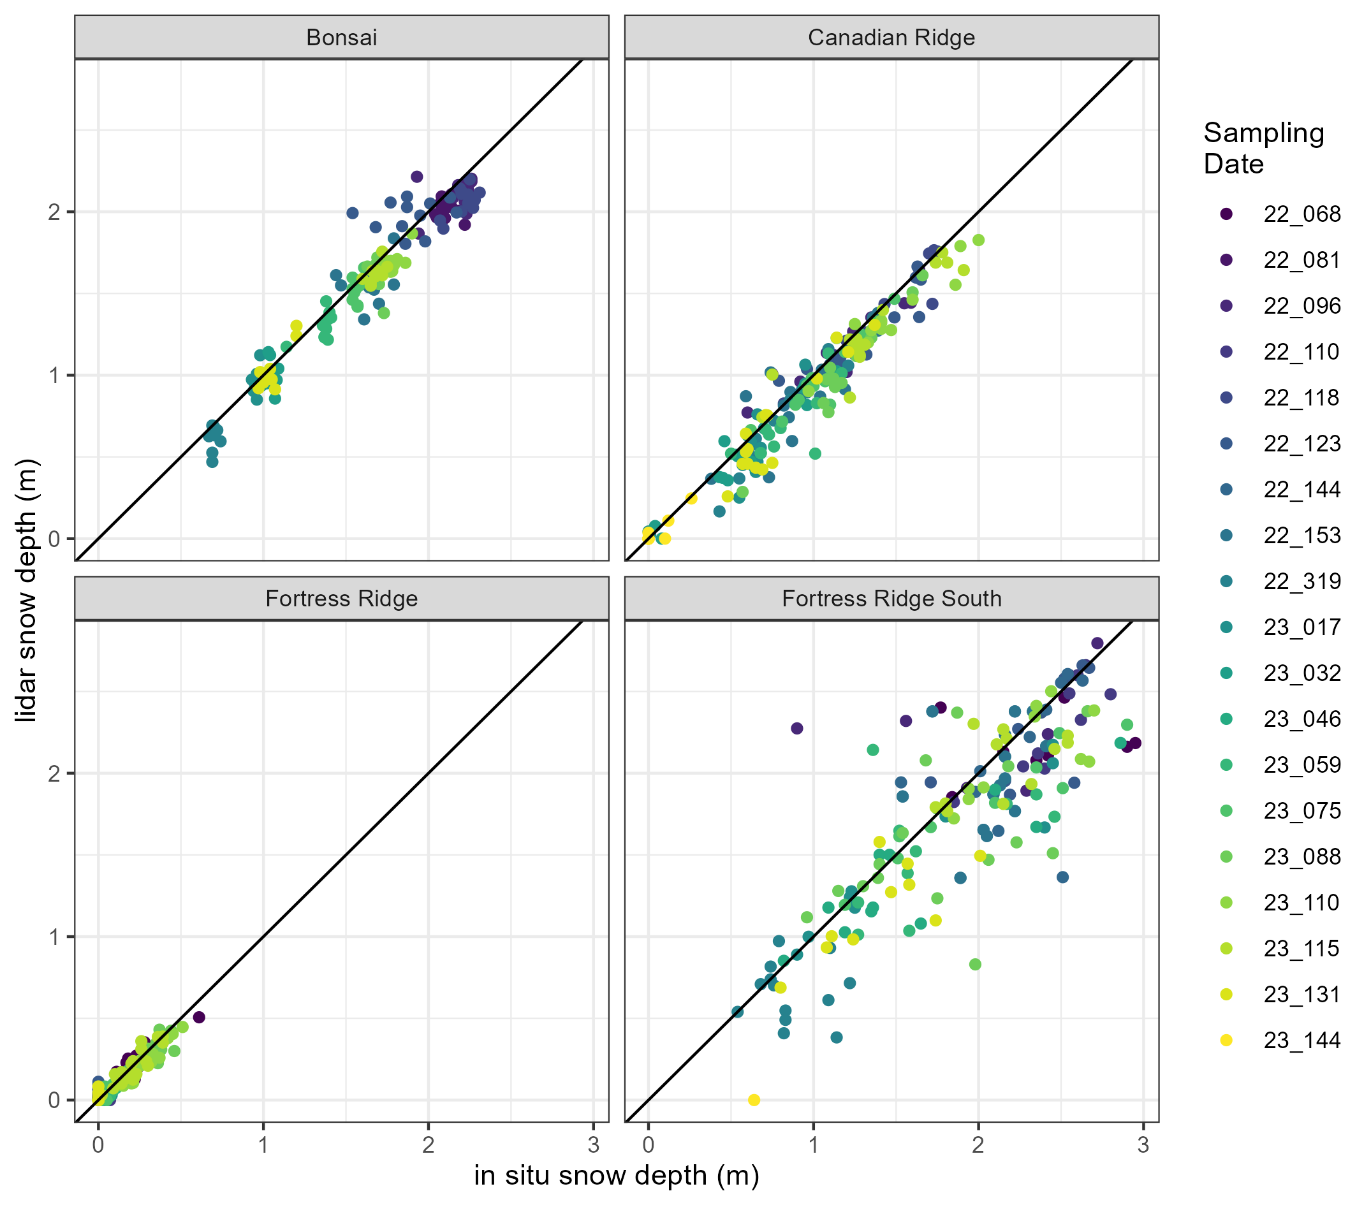 Bonsai
Canadian Ridge
2
1
0
Fortress Ridge
Fortress Ridge South
2
1
0
0 1 2 3
0 1 2 3
in situ snow depth (m)
lidar snow depth (m)
Sampling
Date
22_068
22_081
22_096
22_110
22_118
22_123
22_144
22_153
22_319
23_017
23_032
23_046
23_059
23_075
23_088
23_110
23_115
23_131
23_144